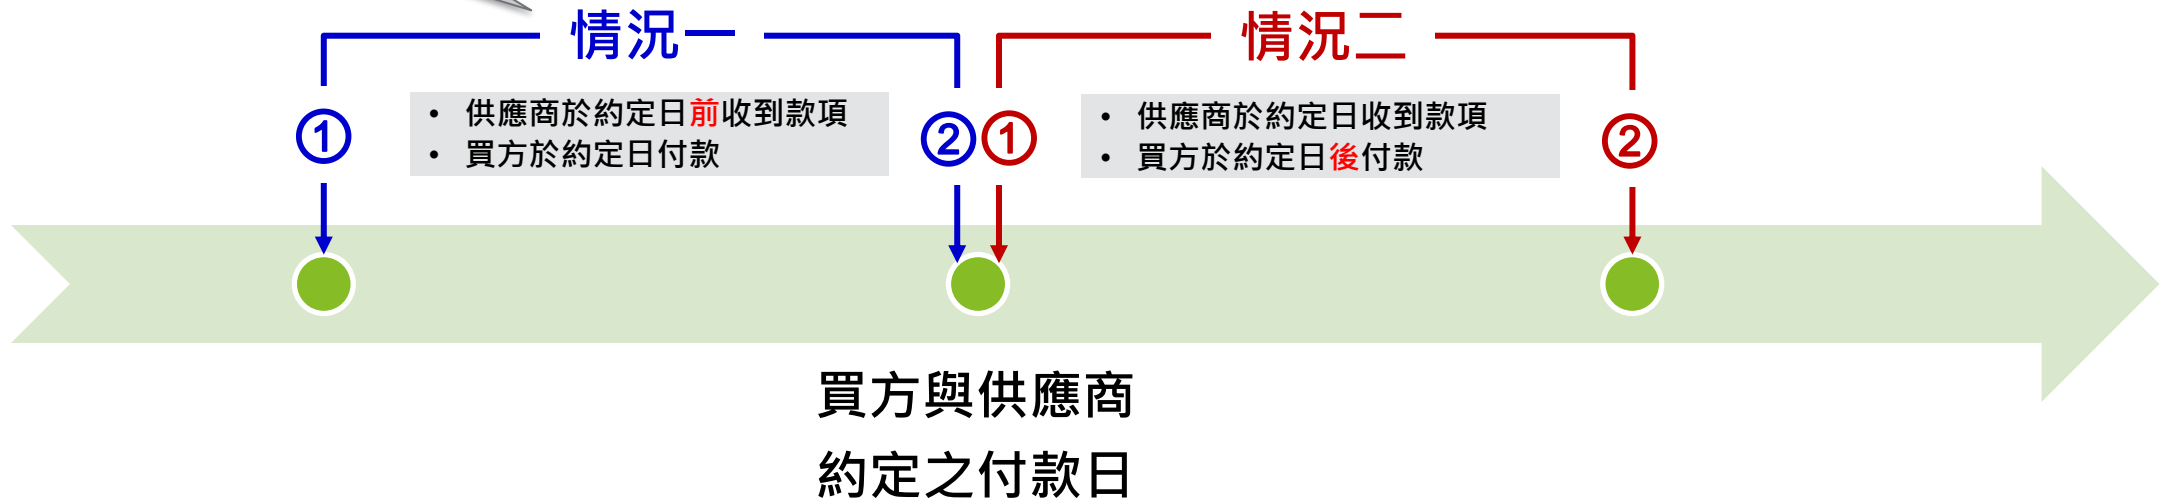 情況一
情況二
①
• 供應商於約定日前收到款項
• 買方於約定日付款
②
①
• 供應商於約定日收到款項
• 買方於約定日後付款
②
買方與供應商
約定之付款日